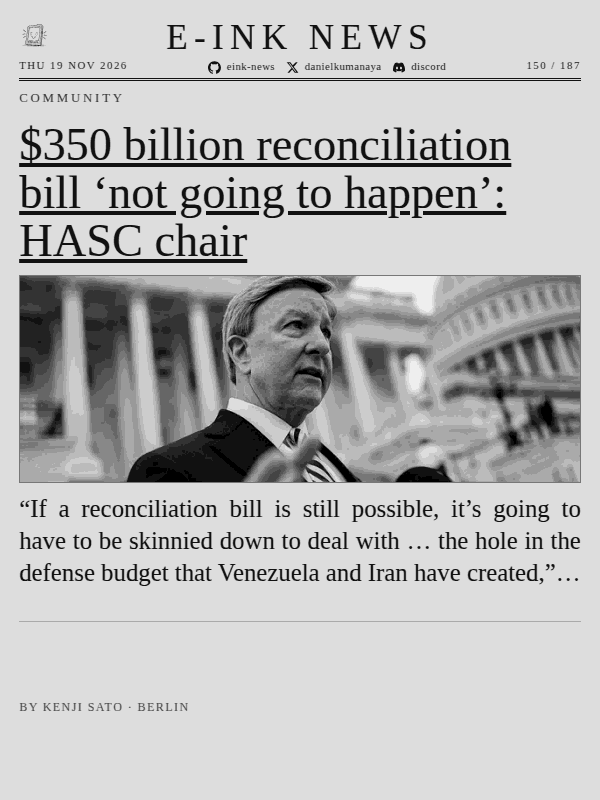 E-INK NEWS
THU 19 NOV 2026
eink-news danielkumanaya discord
150 / 187
COMMUNITY
$350 billion reconciliation
bill ‘not going to happen’:
HASC chair
“If a reconciliation bill is still possible, it’s going to
have to be skinnied down to deal with … the hole in the
defense budget that Venezuela and Iran have created,”…
BY KENJI SATO · BERLIN